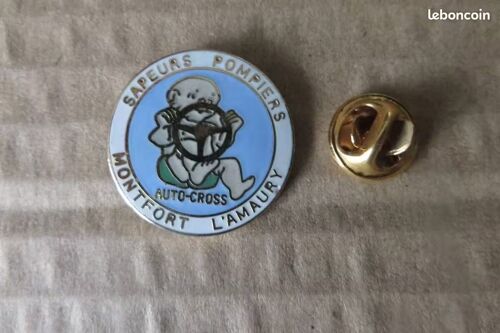 leboncoin
SAPEURS POMPIERS
AUTO-CROSS
MONTFORT L'AMAURY